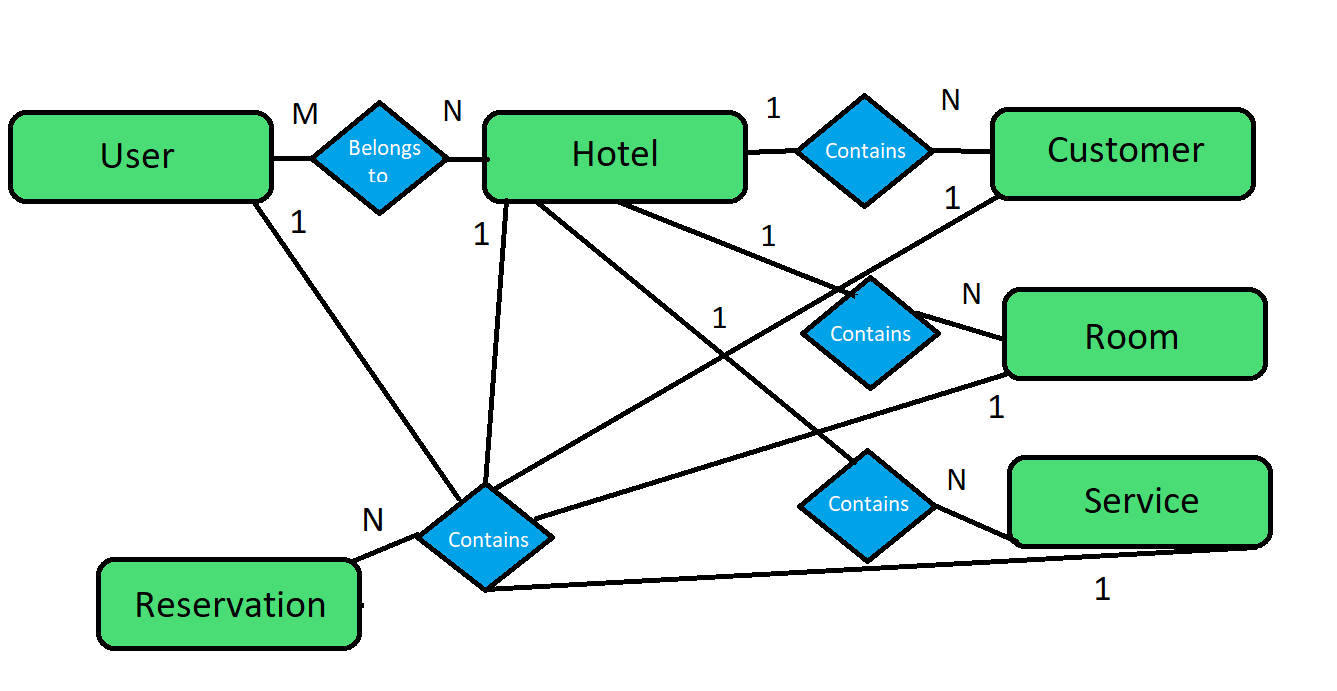 M
N
1
N
User
Belongs
to
Hotel
Contains
Customer
1
1
1
1
1
N
Contains
Room
1
N
Contains
Service
N
Contains
1
Reservation